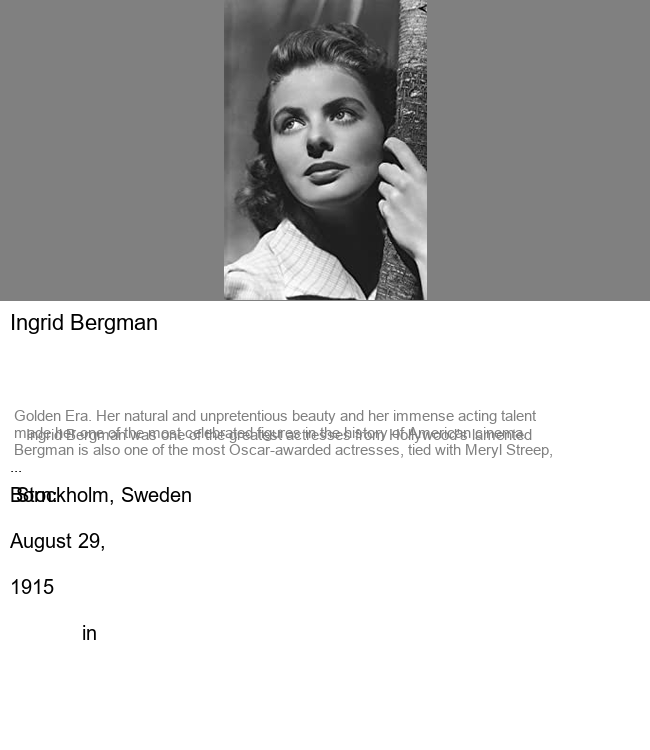 Ingrid Bergman
Ingrid Bergman was one of the greatest actresses from Hollywood's lamented
Golden Era. Her natural and unpretentious beauty and her immense acting talent
made her one of the most celebrated figures in the history of American cinema.
Bergman is also one of the most Oscar-awarded actresses, tied with Meryl Streep,
...
Born:
Stockholm, Sweden
August 29,
1915
in